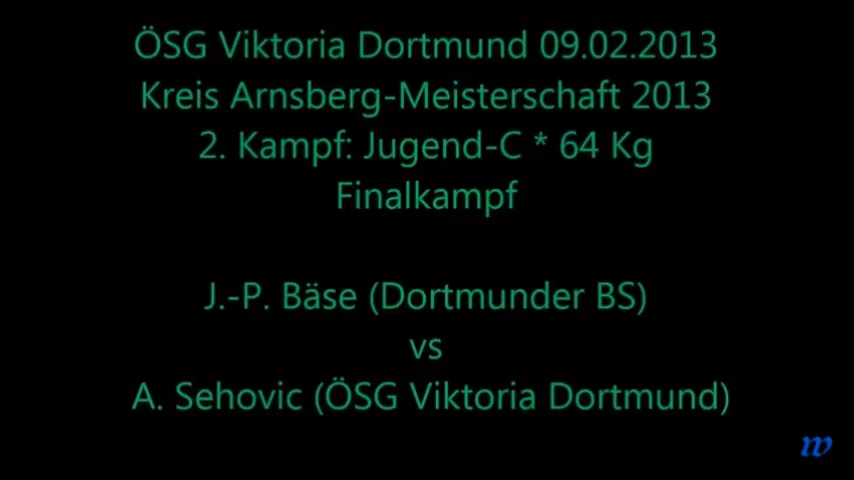 ÖSG Viktoria Dortmund 09.02.2013
Kreis Arnsberg-Meisterschaft 2013
2. Kampf: Jugend-C * 64 Kg
Finalkampf
J.-P. Bäse (Dortmunder BS)
vs
A. Sehovic (ÖSG Viktoria Dortmund)
w